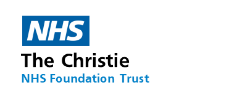 NHS
The Christie
NHS Foundation Trust